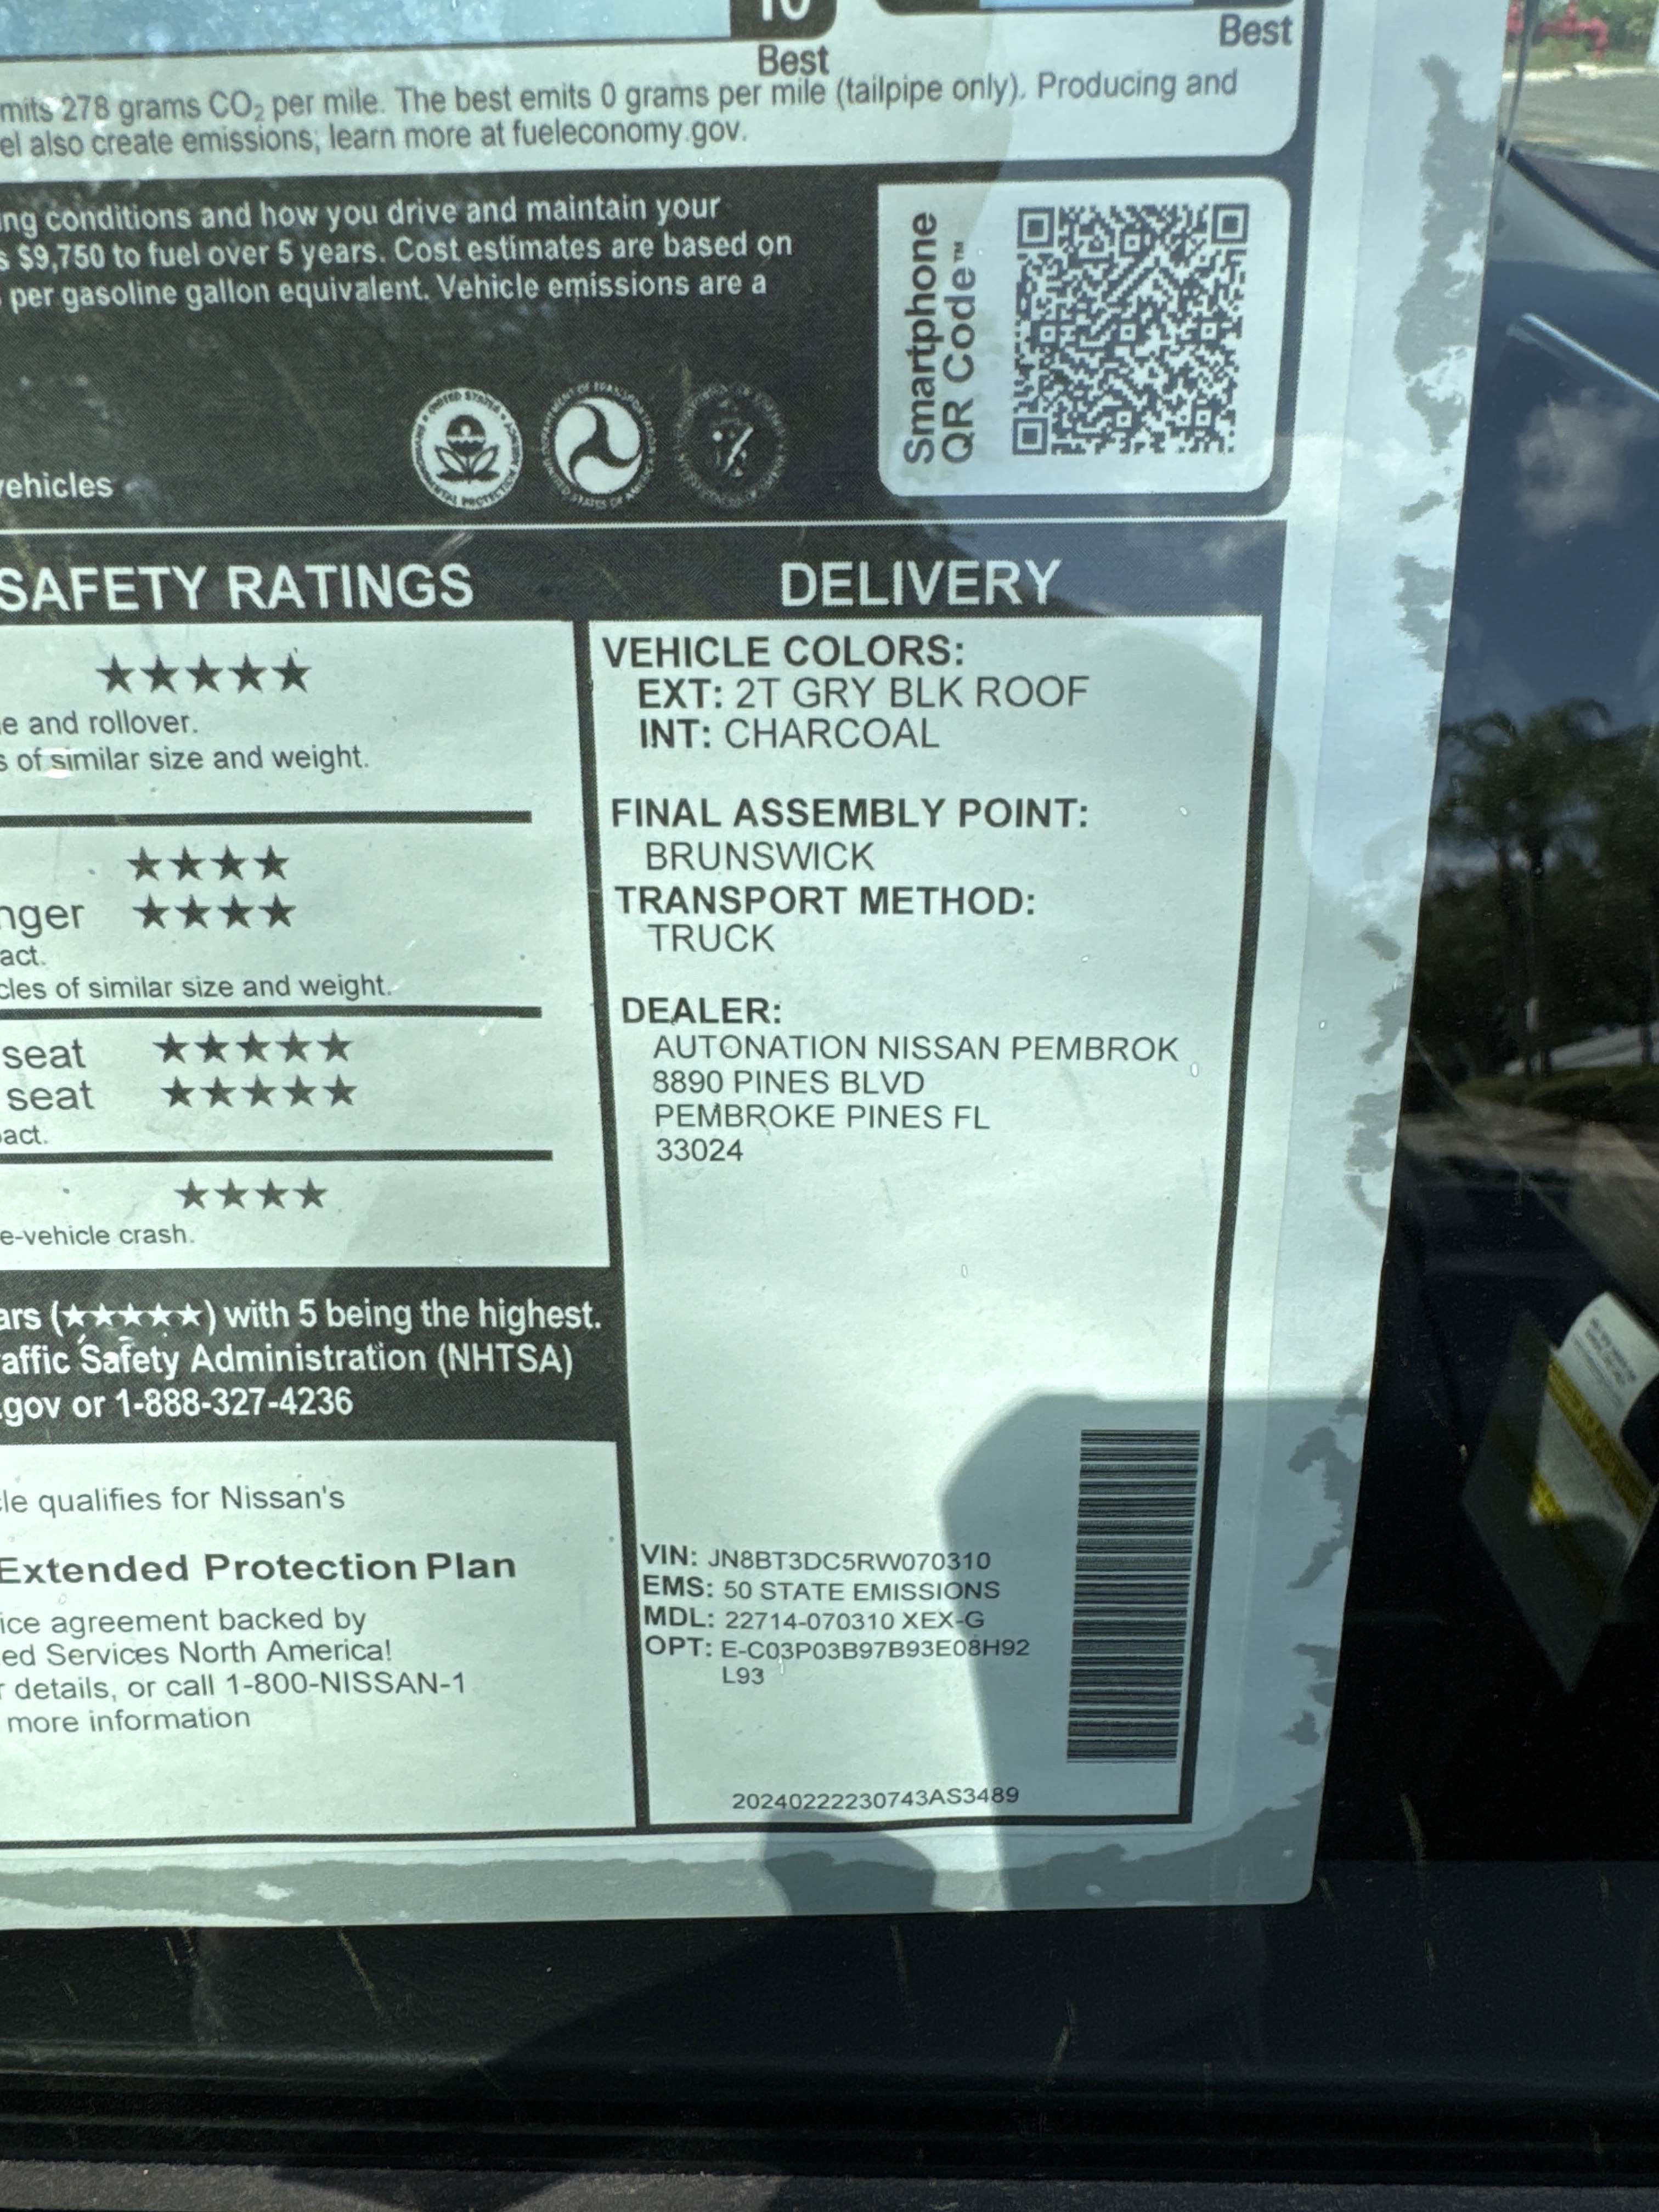 10
Best
Best
mits 278 grams CO₂ per mile. The best emits 0 grams per mile (tailpipe only). Producing and
el also create emissions; learn more at fueleconomy.gov.
ing conditions and how you drive and maintain your
s $9,750 to fuel over 5 years. Cost estimates are based on
per gasoline gallon equivalent. Vehicle emissions are a
Smartphone
QR Code™
vehicles
SAFETY RATINGS
★★★★★
e and rollover.
s of similar size and weight.
★★★★
nger ★★★★
act.
cles of similar size and weight.
seat ★★★★★
seat ★★★★★
act.
★★★★
e-vehicle crash.
ars (★★★★★) with 5 being the highest.
affic Safety Administration (NHTSA)
.gov or 1-888-327-4236
le qualifies for Nissan's
Extended Protection Plan
ice agreement backed by
ed Services North America!
r details, or call 1-800-NISSAN-1
more information
DELIVERY
VEHICLE COLORS:
EXT: 2T GRY BLK ROOF
INT: CHARCOAL
FINAL ASSEMBLY POINT:
BRUNSWICK
TRANSPORT METHOD:
TRUCK
DEALER:
AUTONATION NISSAN PEMBROK
8890 PINES BLVD
PEMBROKE PINES FL
33024
VIN: JN8BT3DC5RW070310
EMS: 50 STATE EMISSIONS
MDL: 22714-070310 XEX-G
OPT: E-C03P03B97B93E08H92
L93
20240222230743AS3489